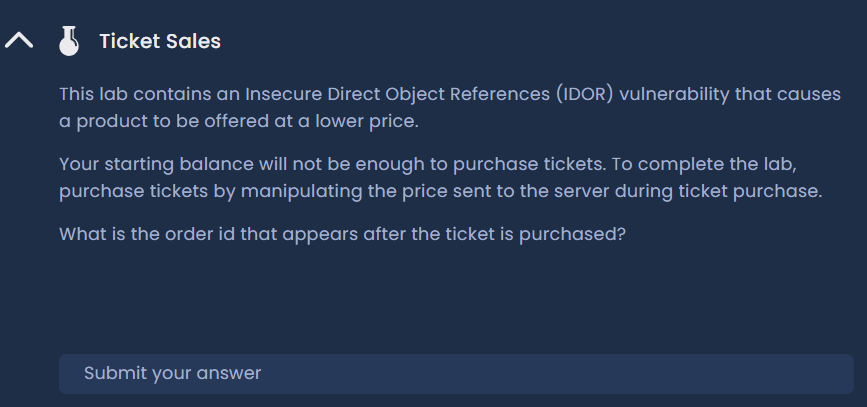 Ticket Sales
This lab contains an Insecure Direct Object References (IDOR) vulnerability that causes
a product to be offered at a lower price.
Your starting balance will not be enough to purchase tickets. To complete the lab,
purchase tickets by manipulating the price sent to the server during ticket purchase.
What is the order id that appears after the ticket is purchased?
Submit your answer